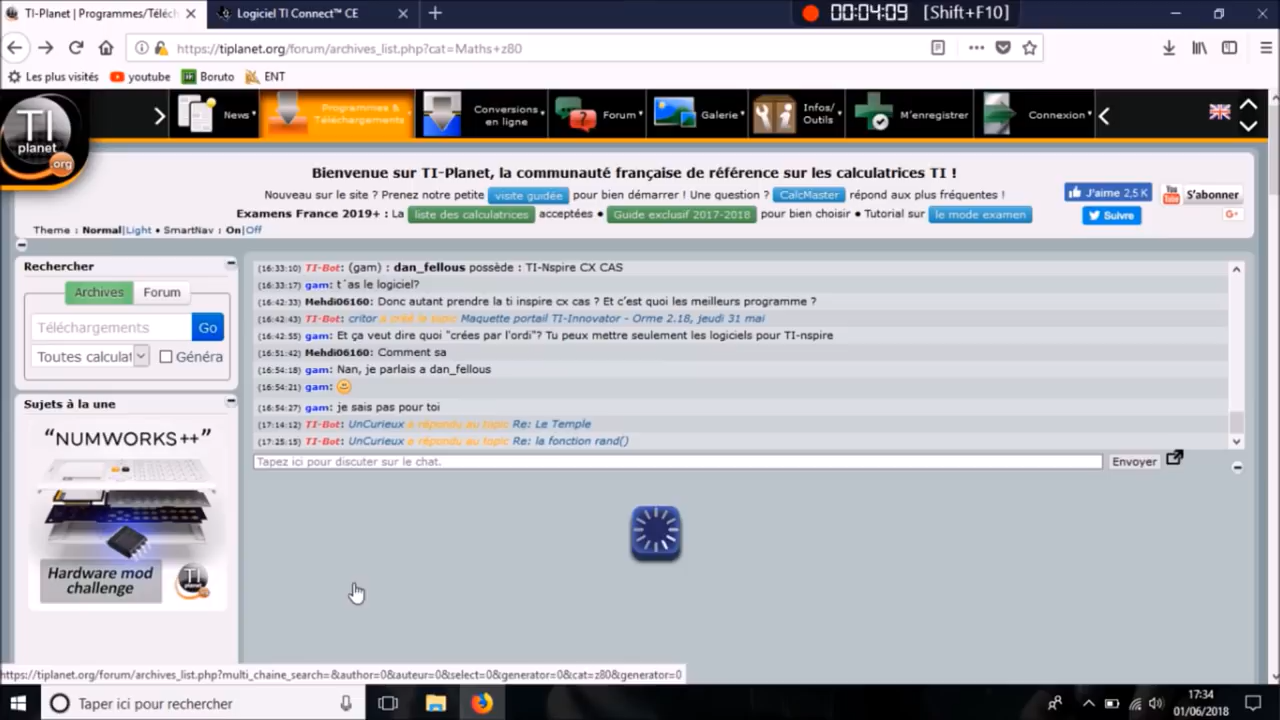 TI-Planet | Programmes/Téléch
Logiciel TI Connect™ CE
00:04:09 [Shift+F10]
https://tiplanet.org/forum/archives_list.php?cat=Maths+z80
Les plus visités
youtube
Boruto
ENT
TI
planet
.org
News
Programmes &
Téléchargements
Conversions
en ligne
Forum
Galerie
Infos/
Outils
M'enregistrer
Connexion
Bienvenue sur TI-Planet, la communauté française de référence sur les calculatrices TI !
Nouveau sur le site ? Prenez notre petite visite guidée pour bien démarrer ! Une question ? CalcMaster répond aux plus fréquentes !
Examens France 2019+ : La liste des calculatrices acceptées • Guide exclusif 2017-2018 pour bien choisir • Tutorial sur le mode examen
J'aime 2,5 K
S'abonner
Suivre
G+
Theme : Normal|Light • SmartNav : On|Off
Rechercher
Archives
Forum
Téléchargements
Go
Toutes calculat
Généra
Sujets à la une
“NUMWORKS++”
Hardware mod
challenge
TI
planet
(16:33:10) TI-Bot: (gam) : dan_fellous possède : TI-Nspire CX CAS
(16:33:17) gam: t´as le logiciel?
(16:42:33) Mehdi06160: Donc autant prendre la ti inspire cx cas ? Et c'est quoi les meilleurs programme ?
(16:42:43) TI-Bot: critor a créé le sujet Maquette portail TI-Innovator - Orme 2.18, jeudi 31 mai
(16:42:55) gam: Et ça veut dire quoi "crées par l'ordi"? Tu peux mettre seulement les logiciels pour TI-nspire
(16:51:42) Mehdi06160: Comment sa
(16:54:18) gam: Nan, je parlais a dan_fellous
(16:54:21) gam:
(16:54:27) gam: je sais pas pour toi
(17:14:12) TI-Bot: UnCurieux a répondu au topic Re: Le Temple
(17:25:15) TI-Bot: UnCurieux a répondu au topic Re: la fonction rand()
Tapez ici pour discuter sur le chat.
Envoyer
https://tiplanet.org/forum/archives_list.php?multi_chaine_search=&author=0&auteur=0&select=0&generator=0&cat=z80&generator=0
Taper ici pour rechercher
17:34
01/06/2018